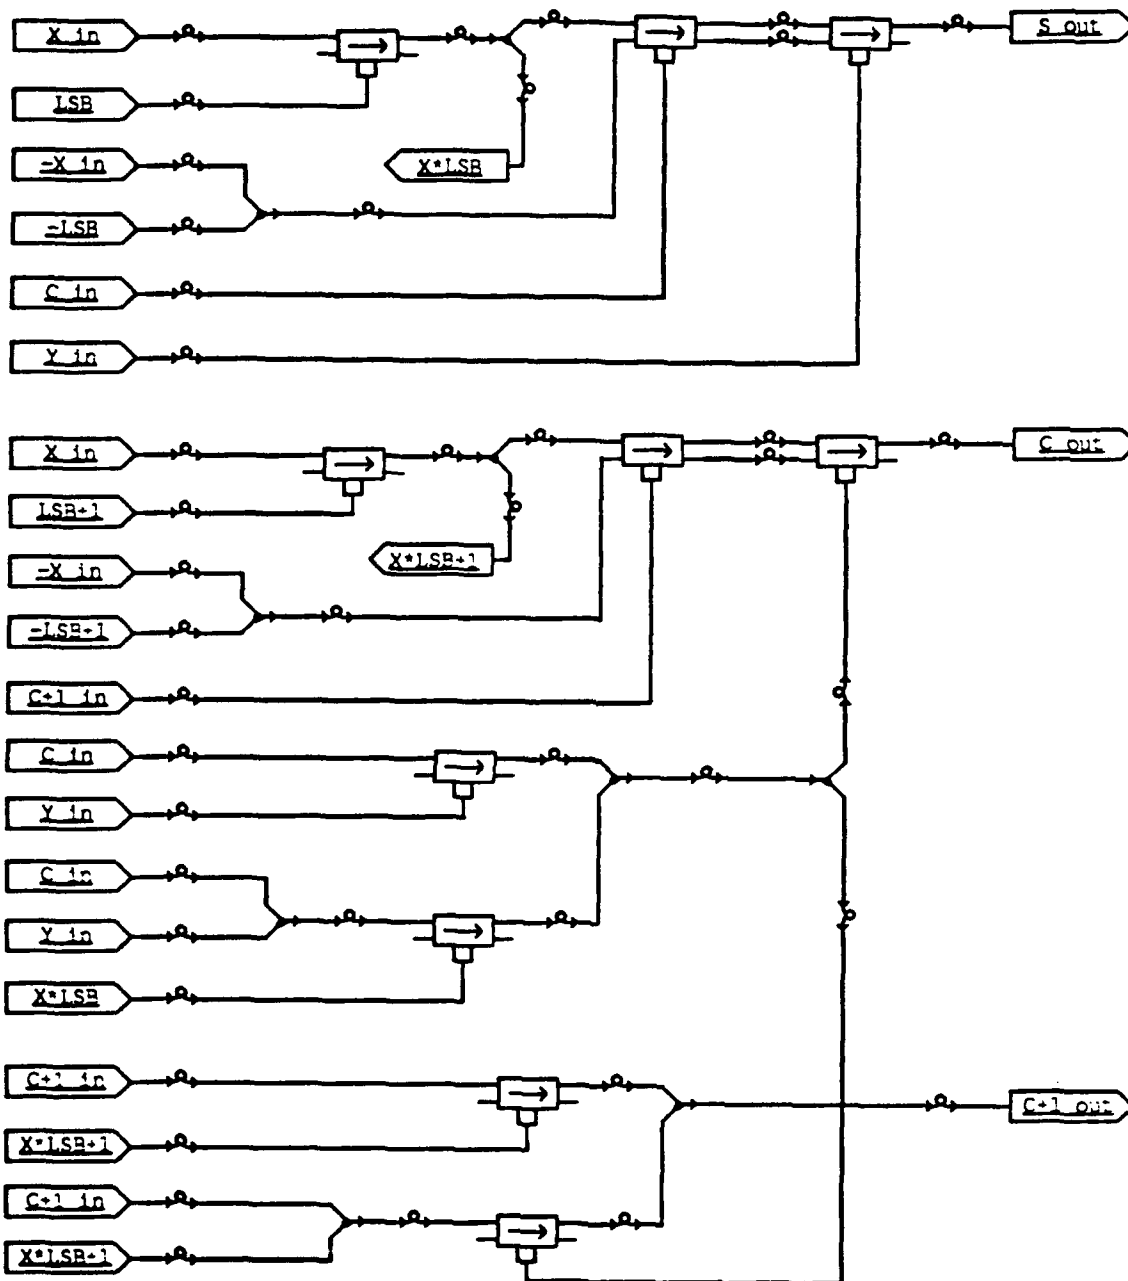 X in
S out
LSB
-X in
X*LSB
-LSB
C in
Y in
X in
C out
LSB+1
-X in
X*LSB+1
-LSB+1
C+1 in
C in
Y in
C in
Y in
X*LSB
C+1 in
C+1 out
X*LSB+1
C+1 in
X*LSB+1